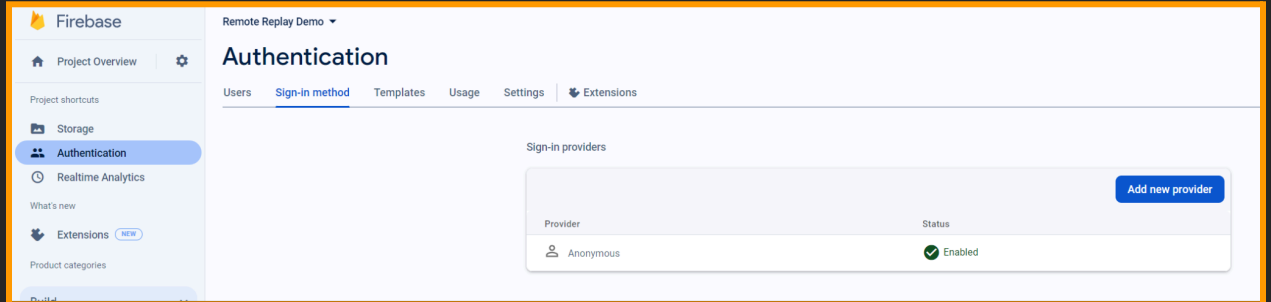 Firebase
Project Overview
Project shortcuts
Storage
Authentication
Realtime Analytics
What's new
Extensions NEW
Product categories
Build
Remote Replay Demo
Authentication
Users Sign-in method Templates Usage Settings Extensions
Sign-in providers
Add new provider
Provider Status
Anonymous Enabled